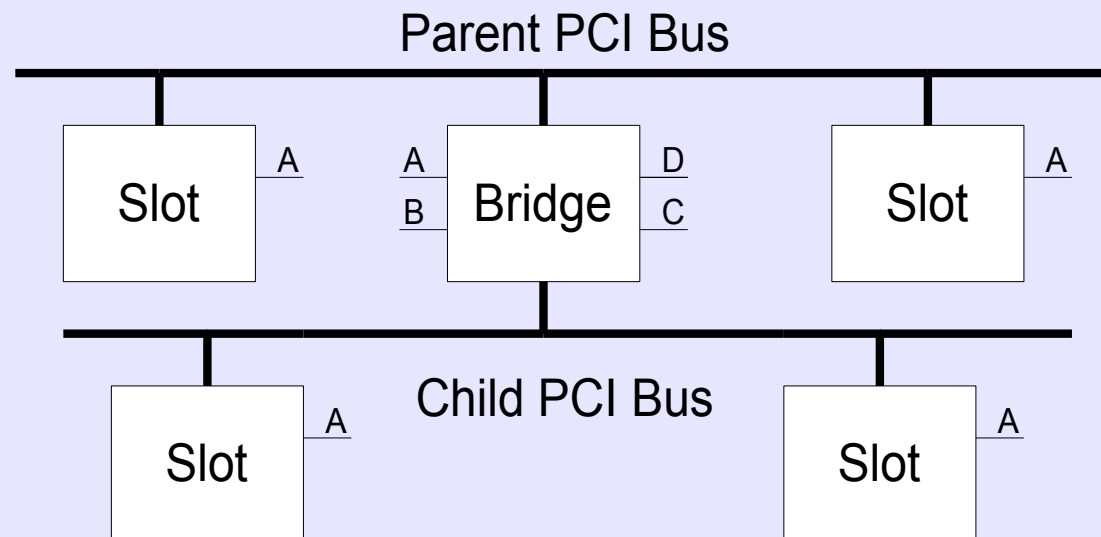 Parent PCI Bus
A
A
D
A
Slot
Bridge
Slot
B
C
Child PCI Bus
A
A
Slot
Slot